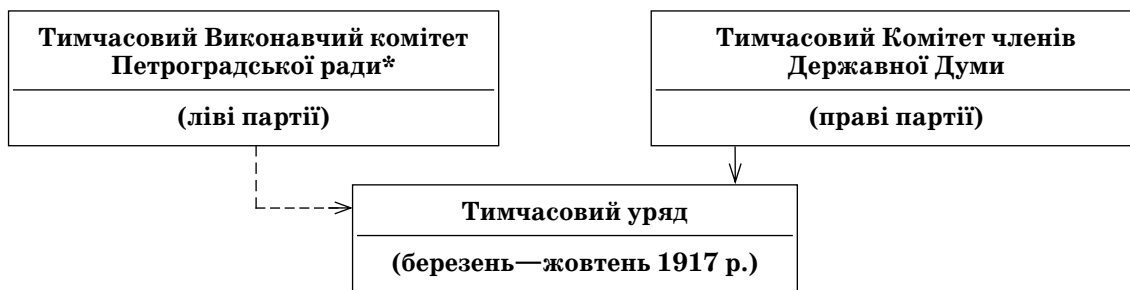 Тимчасовий Виконавчий комітет
Петроградської ради*
(ліві партії)
Тимчасовий Комітет членів
Державної Думи
(праві партії)
Тимчасовий уряд
(березень—жовтень 1917 р.)